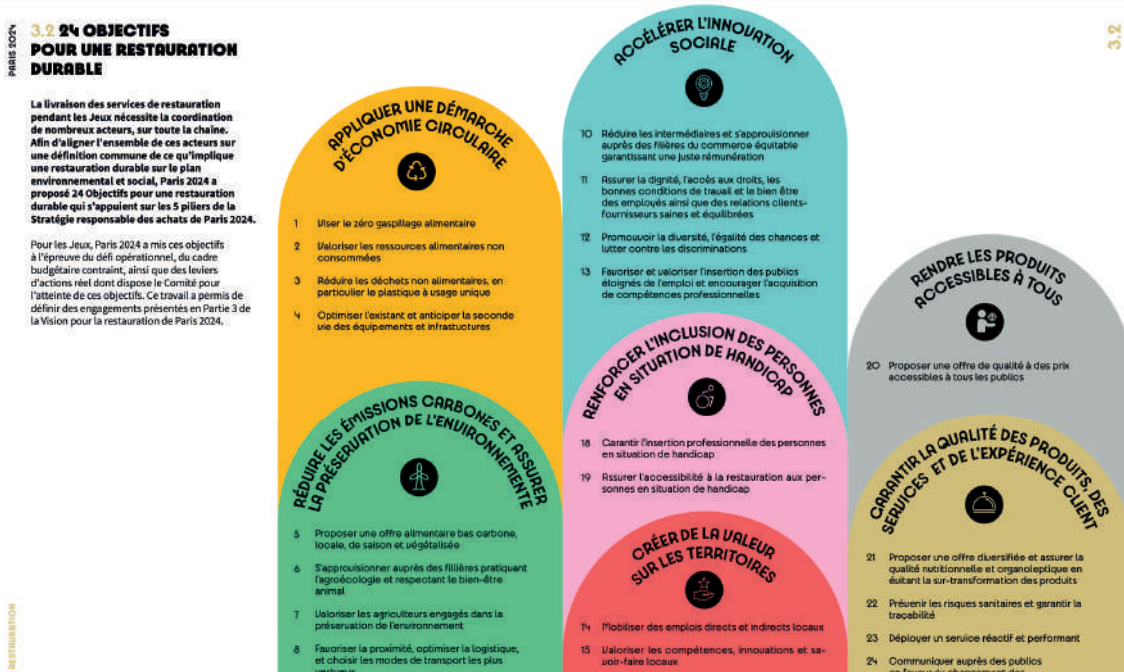 PARIS 2024
3.2 24 OBJECTIFS
POUR UNE RESTAURATION
DURABLE
La livraison des services de restauration
pendant les Jeux nécessite la coordination
de nombreux acteurs, sur toute la chaîne.
Afin d'aligner l'ensemble de ces acteurs sur
une définition commune de ce qu'implique
une restauration durable sur le plan
environnemental et social, Paris 2024 a
proposé 24 Objectifs pour une restauration
durable qui s'appuient sur les 5 piliers de la
Stratégie responsable des achats de Paris 2024.
Pour les Jeux, Paris 2024 a mis ces objectifs
à l'épreuve du défi opérationnel, du cadre
budgétaire contraint, ainsi que des leviers
d'actions réel dont dispose le Comité pour
l'atteinte de ces objectifs. Ce travail a permis de
définir des engagements présentés en Partie 3 de
la Vision pour la restauration de Paris 2024.
RESTAURATION
APPLIQUER UNE DÉMARCHE
D'ÉCONOMIE CIRCULAIRE
1 Viser le zéro gaspillage alimentaire
2 Valoriser les ressources alimentaires non
consommées
3 Réduire les déchets non alimentaires, en
particulier le plastique à usage unique
4 Optimiser l'existant et anticiper la seconde
vie des équipements et infrastuctures
RÉDUIRE LES ÉMISSIONS CARBONES ET ASSURER
LA PRÉSERVATION DE L'ENVIRONNEMENTE
5 Proposer une offre alimentaire bas carbone,
locale, de saison et végétalisée
6 S'approvisionner auprès des fillières pratiquant
l'agroécologie et respectant le bien-être
animal
7 Valoriser les agriculteurs engagés dans la
préservation de l'environnement
8 Favoriser la proximité, optimiser la logistique,
et choisir les modes de transport les plus
vertueux
ACCÉLÉRER L'INNOVATION
SOCIALE
10 Réduire les intermédiaires et s'approvisionner
auprès des filières du commerce équitable
garantissant une juste rémunération
11 Assurer la dignité, l'accès aux droits, les
bonnes conditions de travail et le bien être
des employés ainsi que des relations clients-
fournisseurs saines et équilibrées
12 Promouvoir la diversité, l'égalité des chances et
lutter contre les discriminations
13 Favoriser et valoriser l'insertion des publics
éloignés de l'emploi et encourager l'acquisition
de compétences professionnelles
RENFORCER L'INCLUSION DES PERSONNES
EN SITUATION DE HANDICAP
18 Garantir l'insertion professionnelle des personnes
en situation de handicap
19 Assurer l'accessibilité à la restauration aux per-
sonnes en situation de handicap
CRÉER DE LA VALEUR
SUR LES TERRITOIRES
14 Mobiliser des emplois directs et indirects locaux
15 Valoriser les compétences, innovations et sa-
voir-faire locaux
3.2
RENDRE LES PRODUITS
ACCESSIBLES À TOUS
20 Proposer une offre de qualité à des prix
accessibles à tous les publics
GARANTIR LA QUALITÉ DES PRODUITS, DES
SERVICES ET DE L'EXPÉRIENCE CLIENT
21 Proposer une offre diversifiée et assurer la
qualité nutritionnelle et organoleptique en
évitant la sur-transformation des produits
22 Prévenir les risques sanitaires et garantir la
traçabilité
23 Déployer un service réactif et performant
24 Communiquer auprès des publics
en faveur du changement des